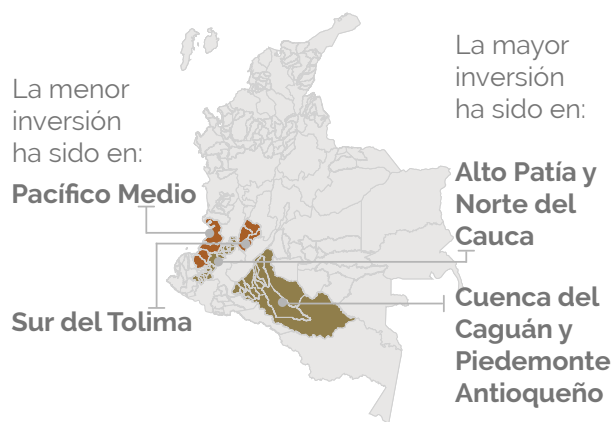 La menor
inversión
ha sido en:
Pacífico Medio
Sur del Tolima
La mayor
inversión
ha sido en:
Alto Patía y
Norte del
Cauca
Cuenca del
Caguán y
Piedemonte
Antioqueño